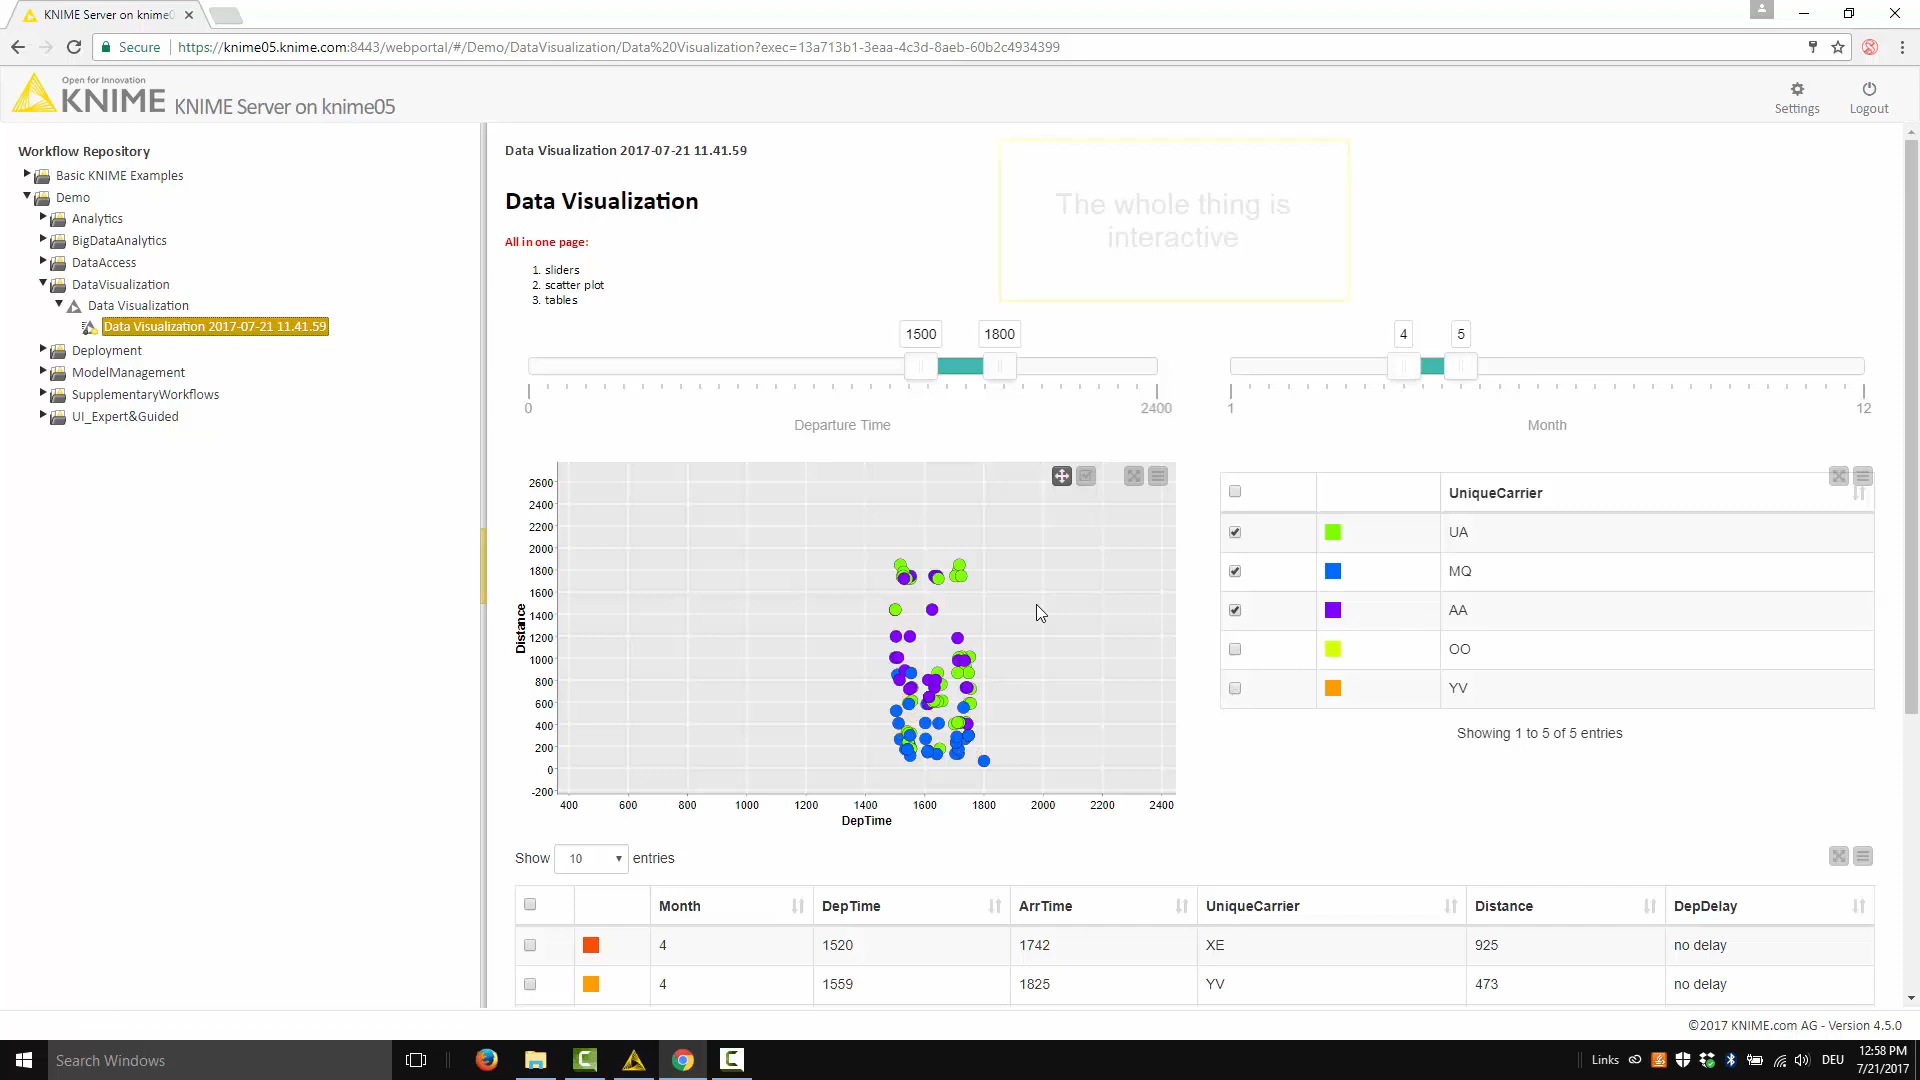 KNIME Server on knime0
Secure https://knime05.knime.com:8443/webportal/#/Demo/DataVisualization/Data%20Visualization?exec=13a713b1-3eaa-4c3d-8aeb-60b2c4934399
Open for Innovation
KNIME KNIME Server on knime05
Settings
Logout
Workflow Repository
Basic KNIME Examples
Demo
Analytics
BigDataAnalytics
DataAccess
DataVisualization
Data Visualization
Data Visualization 2017-07-21 11.41.59
Deployment
ModelManagement
SupplementaryWorkflows
UI_Expert&Guided
Data Visualization 2017-07-21 11.41.59
Data Visualization
The whole thing is
interactive
All in one page:
1. sliders
2. scatter plot
3. tables
1500 1800
0 2400
Departure Time
4 5
1 12
Month
2600
2400
2200
2000
1800
1600
1400
1200
1000
800
600
400
200
0
-200
Distance
400 600 800 1000 1200 1400 1600 1800 2000 2200 2400
DepTime
UniqueCarrier
UA
MQ
AA
OO
YV
Showing 1 to 5 of 5 entries
Show 10 entries
Month DepTime ArrTime UniqueCarrier Distance DepDelay
4 1520 1742 XE 925 no delay
4 1559 1825 YV 473 no delay
©2017 KNIME.com AG - Version 4.5.0
Search Windows
Links
DEU
12:58 PM
7/21/2017